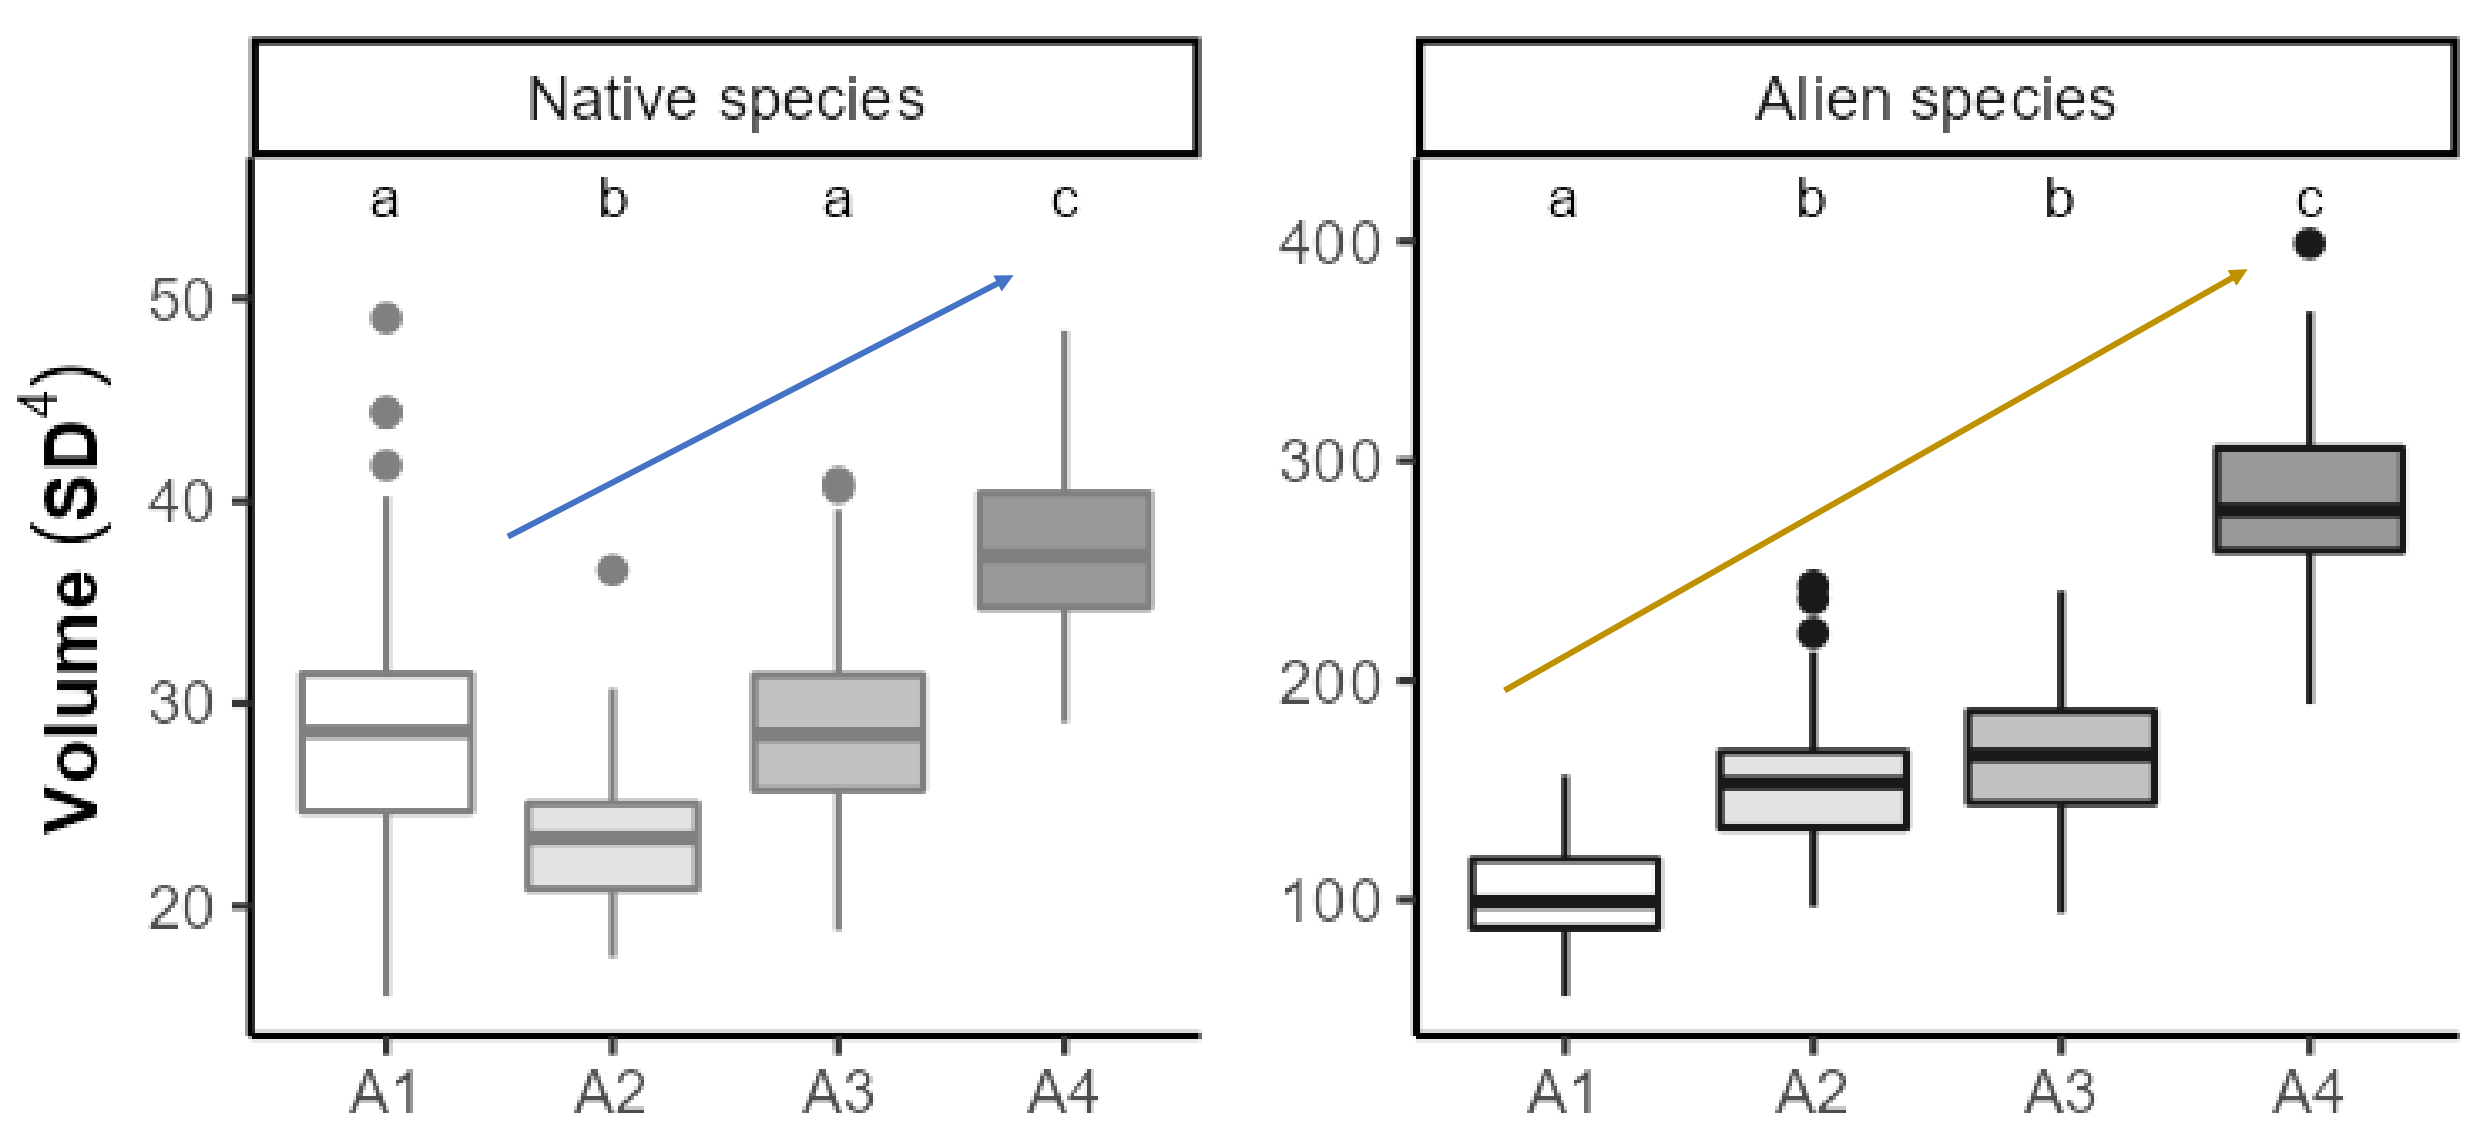 Native species
Alien species
a b a c
a b b c
Volume (SD⁴)
50
40
30
20
400
300
200
100
A1 A2 A3 A4
A1 A2 A3 A4